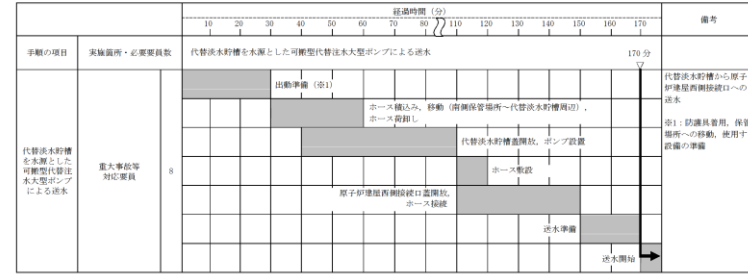 経過時間（分）
備考
10 20 30 40 50 60 70 80 90 110 120 130 140 150 160 170
手順の項目
実施箇所・必要要員数
代替淡水貯槽を水源とした可搬型代替注水大型ポンプによる送水
170 分
代替淡水貯槽
を水源とした
可搬型代替注
水大型ポンプ
による送水
重大事故等
対応要員
8
出動準備（※1）
ホース積込み，移動（南側保管場所～代替淡水貯槽周辺），
ホース荷卸し
代替淡水貯槽蓋開放，ポンプ設置
ホース敷設
原子炉建屋西側接続口蓋開放，
ホース接続
送水準備
送水開始
代替淡水貯槽から原子
炉建屋西側接続口への
送水
※1：防護具着用，保管
場所への移動，使用す
設備の準備